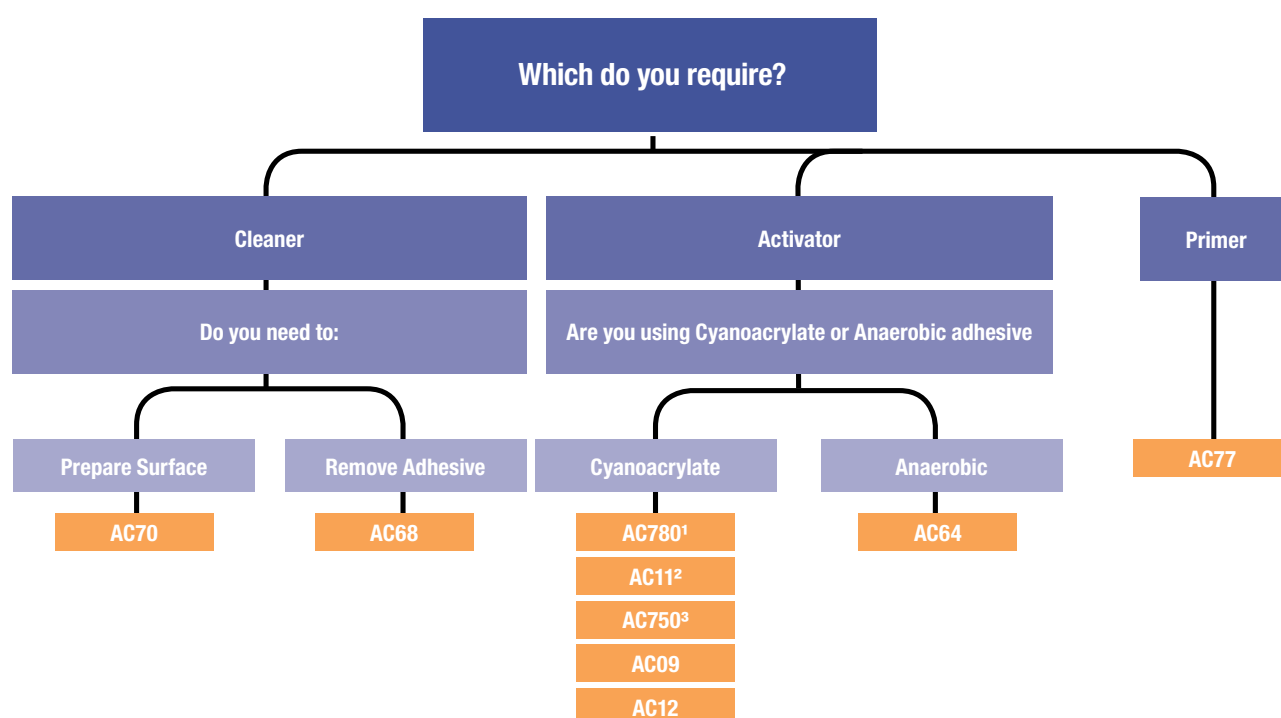 Which do you require?
Cleaner
Activator
Primer
Do you need to:
Are you using Cyanoacrylate or Anaerobic adhesive
Prepare Surface
Remove Adhesive
Cyanoacrylate
Anaerobic
AC77
AC70
AC68
AC780¹
AC64
AC11²
AC750³
AC09
AC12